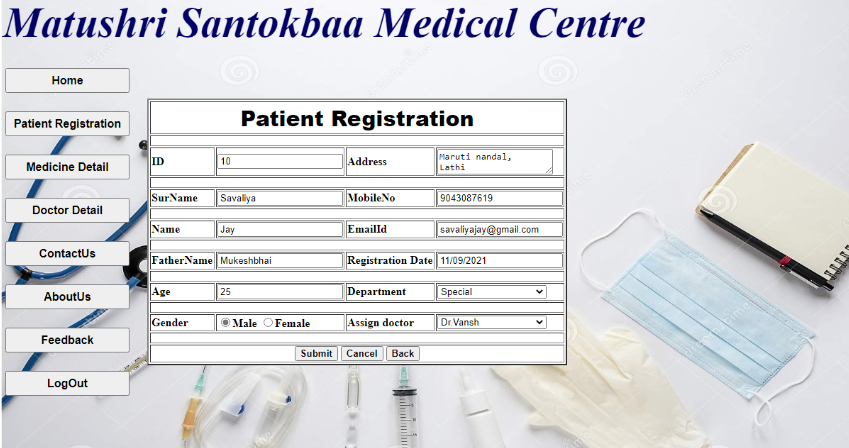 Matushri Santokbaa Medical Centre
Home
Patient Registration
Medicine Detail
Doctor Detail
ContactUs
AboutUs
Feedback
LogOut
Patient Registration
ID 10 Address Maruti nandal,
Lathi
SurName Savaliya MobileNo 9043087619
Name Jay EmailId savaliyajay@gmail.com
FatherName Mukeshbhai Registration Date 11/09/2021
Age 25 Department Special
Gender Male Female Assign doctor Dr.Vansh
Submit Cancel Back